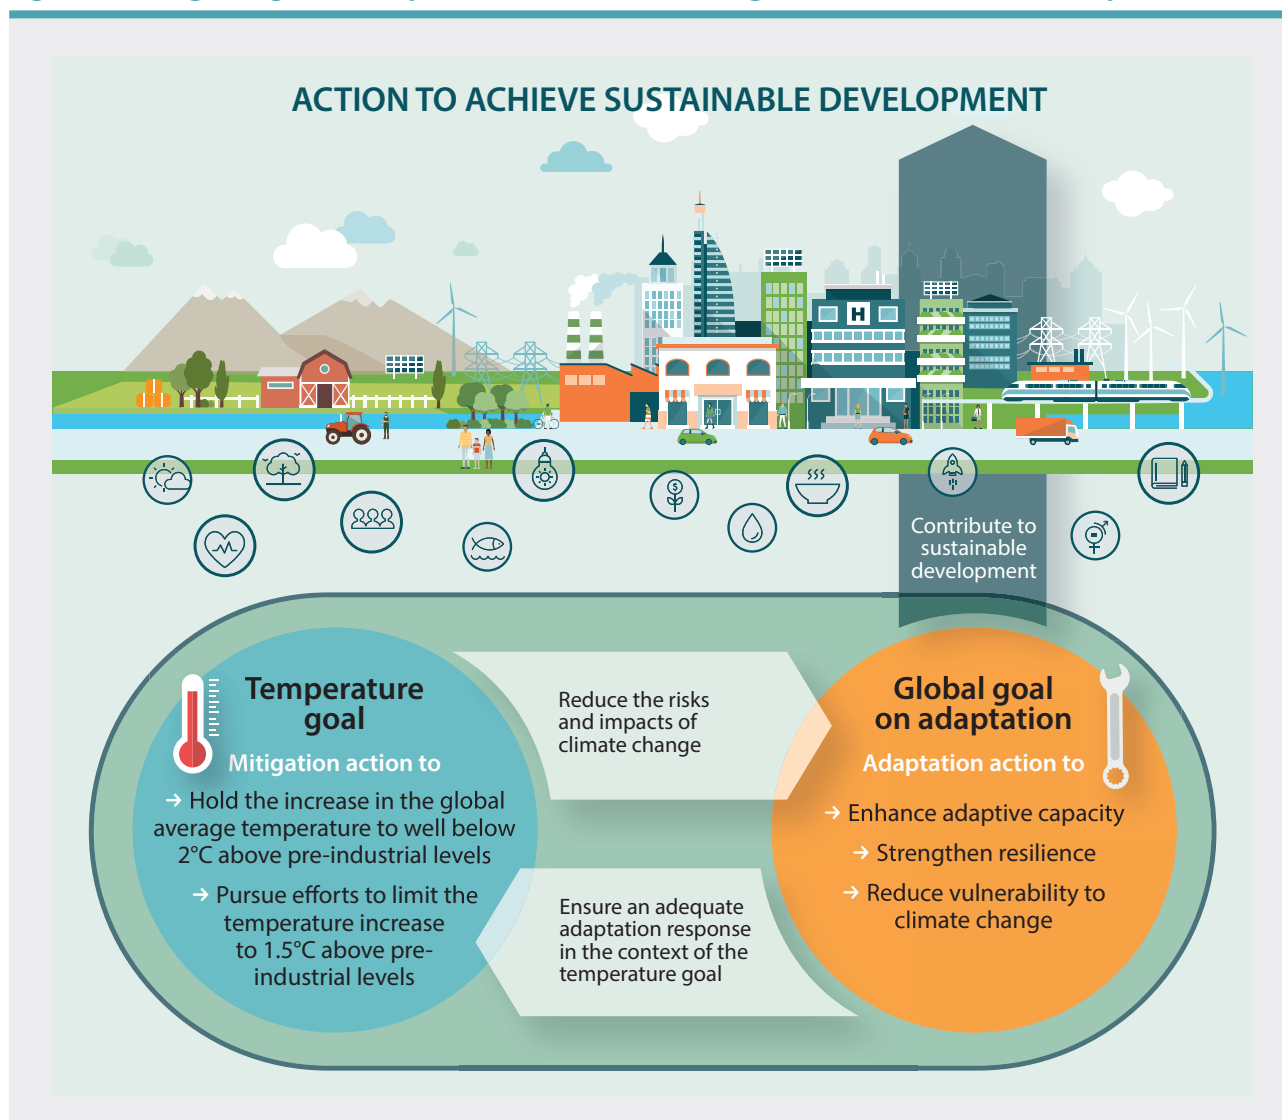 ACTION TO ACHIEVE SUSTAINABLE DEVELOPMENT
H
$
Contribute to
sustainable
development
Temperature
goal
Mitigation action to
→ Hold the increase in the global
average temperature to well below
2°C above pre-industrial levels
→ Pursue efforts to limit the
temperature increase
to 1.5°C above pre-
industrial levels
Reduce the risks
and impacts of
climate change
Ensure an adequate
adaptation response
in the context of the
temperature goal
Global goal
on adaptation
Adaptation action to
→ Enhance adaptive capacity
→ Strengthen resilience
→ Reduce vulnerability to
climate change